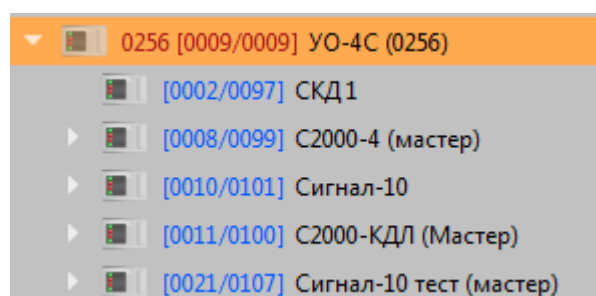 0256 [0009/0009] УО-4С (0256)
[0002/0097] СКД1
[0008/0099] С2000-4 (мастер)
[0010/0101] Сигнал-10
[0011/0100] С2000-КДЛ (Мастер)
[0021/0107] Сигнал-10 тест (мастер)